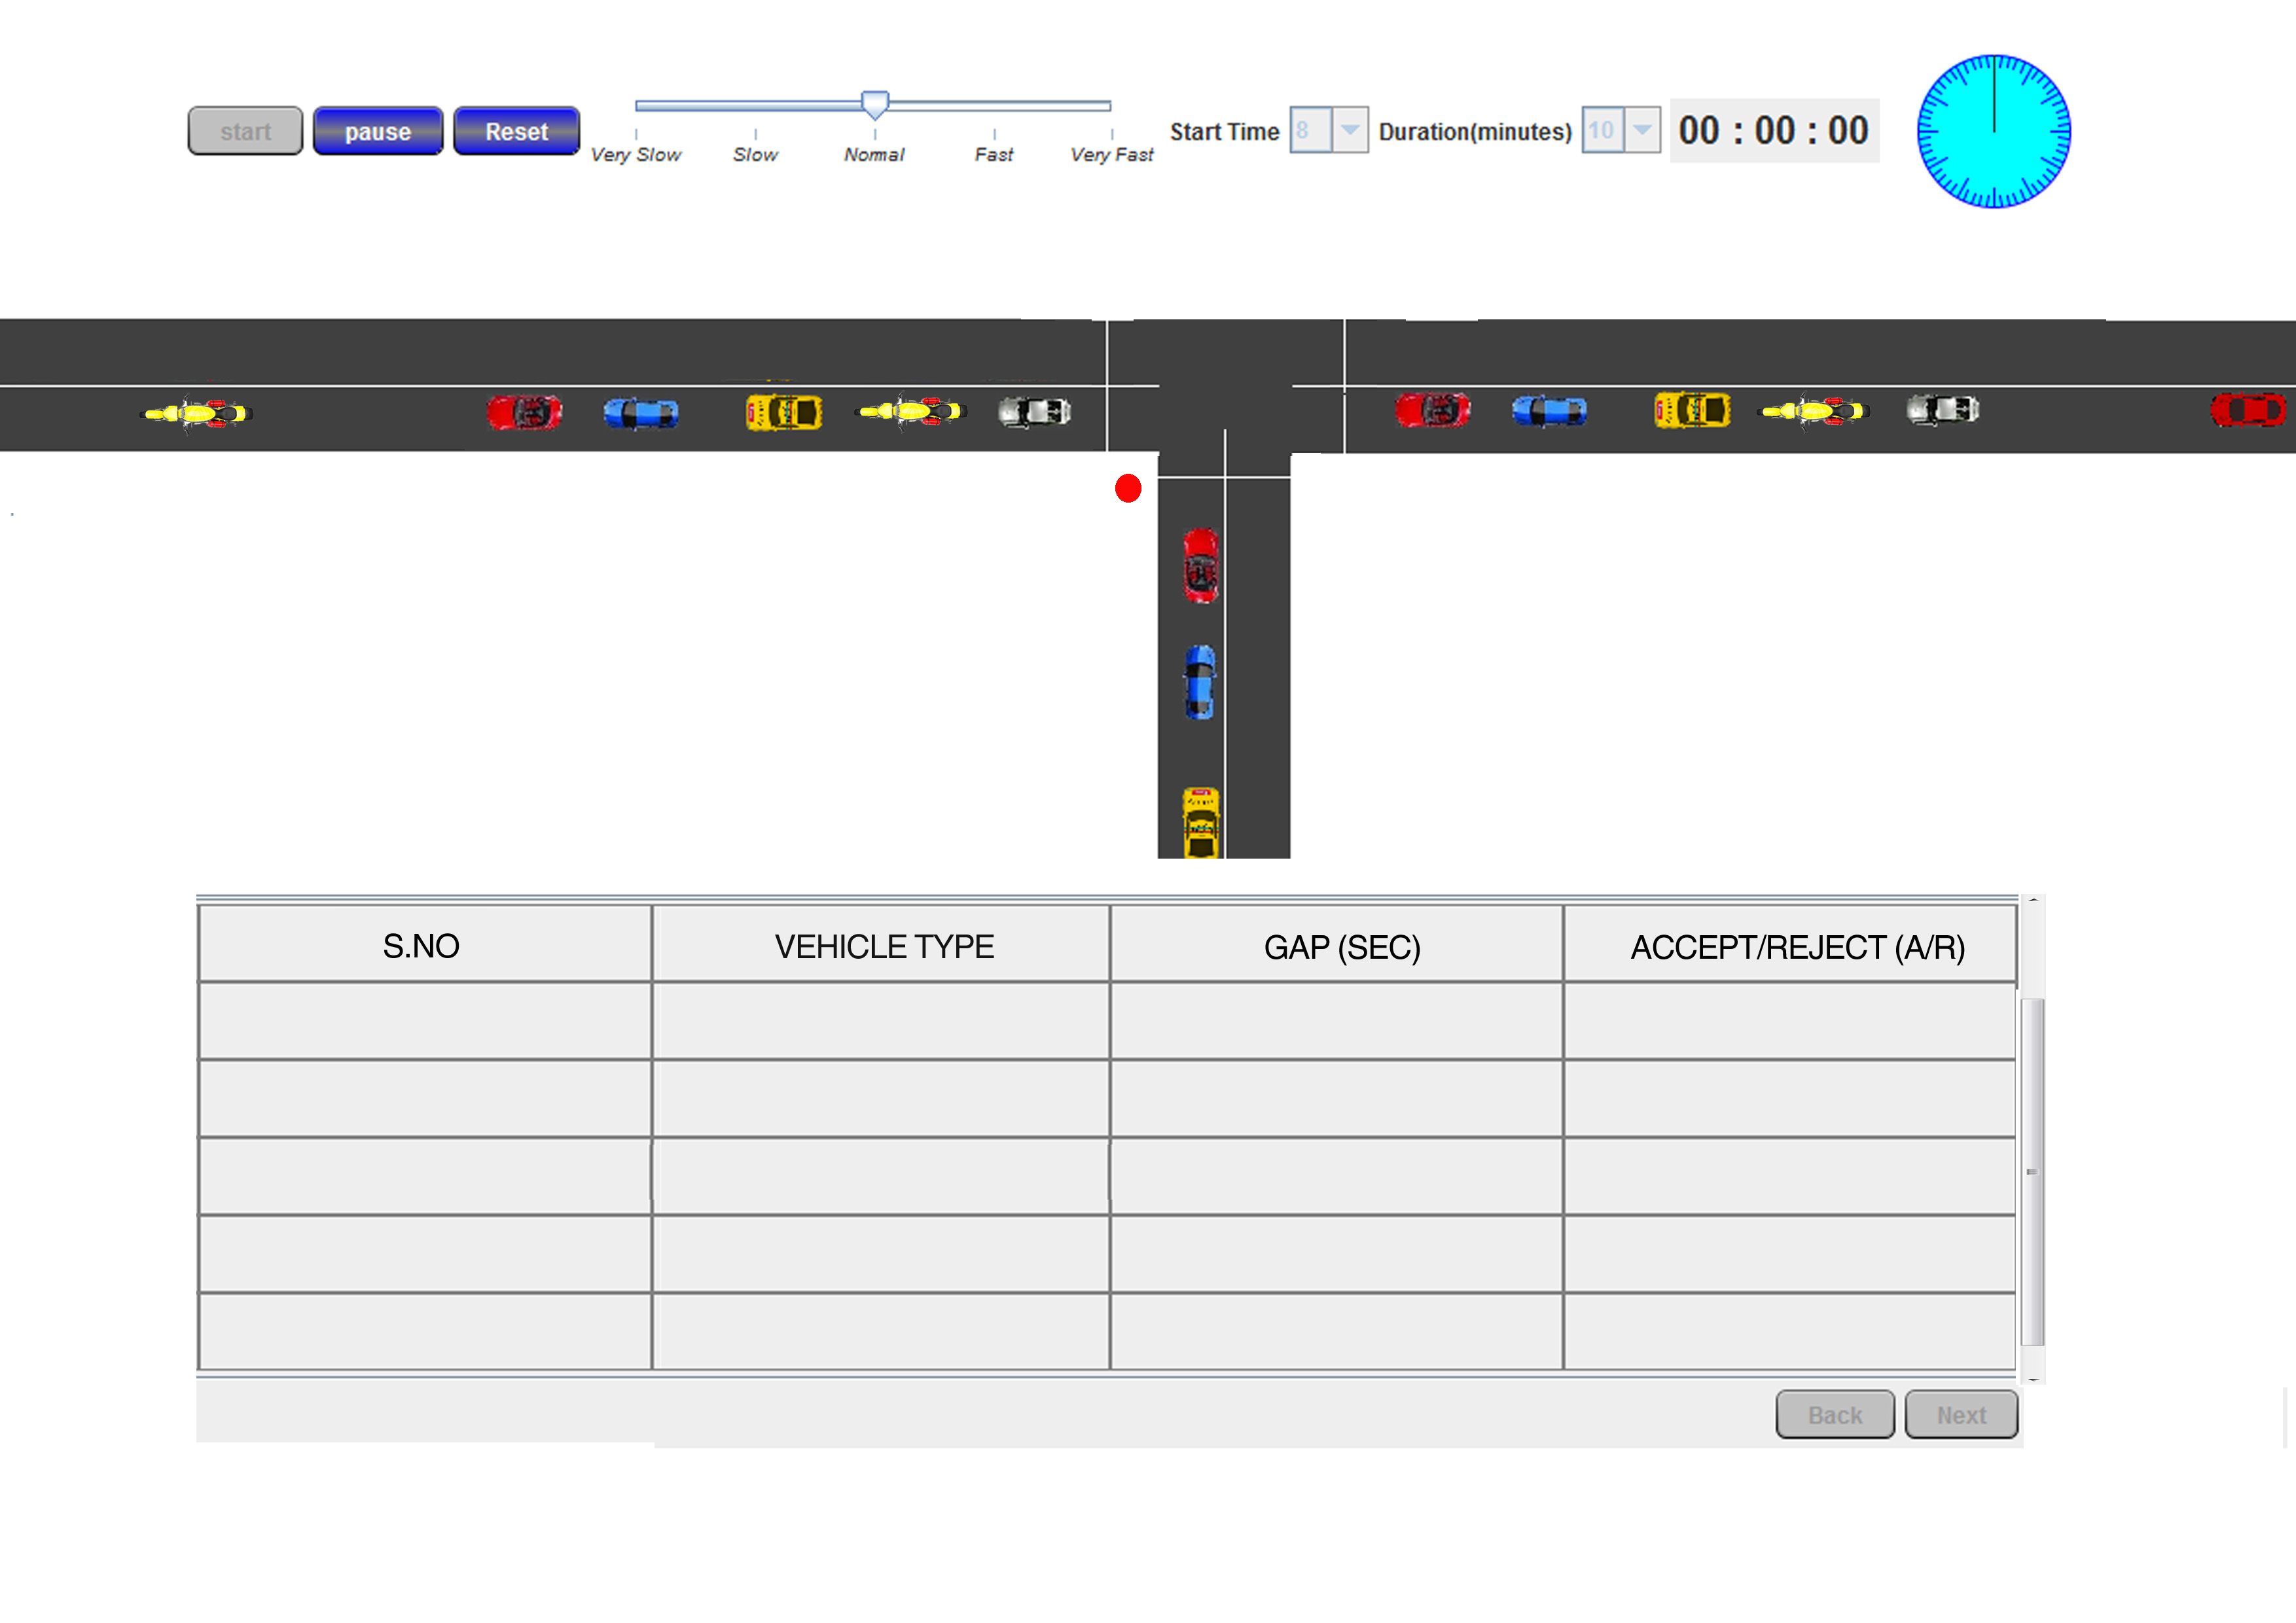 start pause Reset
Very Slow Slow Normal Fast Very Fast
Start Time 8 Duration(minutes) 10 00 : 00 : 00
S.NO VEHICLE TYPE GAP (SEC) ACCEPT/REJECT (A/R)
Back Next